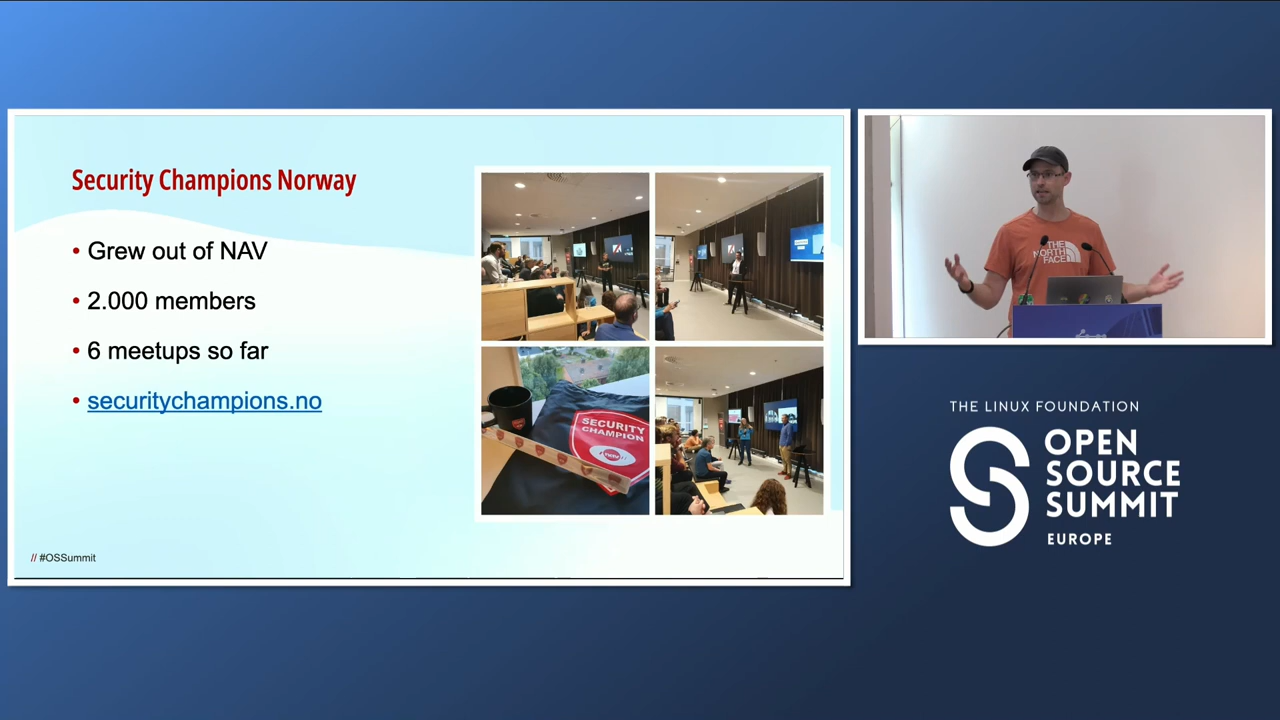 Security Champions Norway
• Grew out of NAV
• 2.000 members
• 6 meetups so far
• securitychampions.no
SECURITY
CHAMPION
// #OSSummit
THE
NORTH
FACE
THE LINUX FOUNDATION
OPEN
SOURCE
SUMMIT
EUROPE